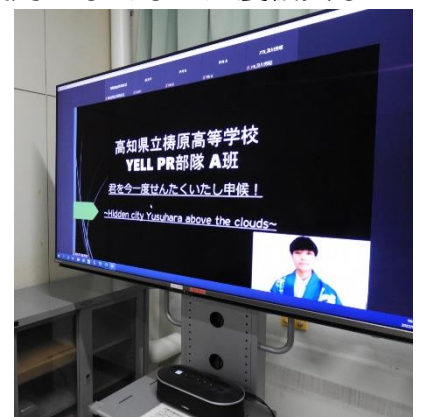 高知県立梼原高等学校
YELL PR部隊 A班
君を今一度せんたくいたし申候！
~Hidden city Yusuhara above the clouds~